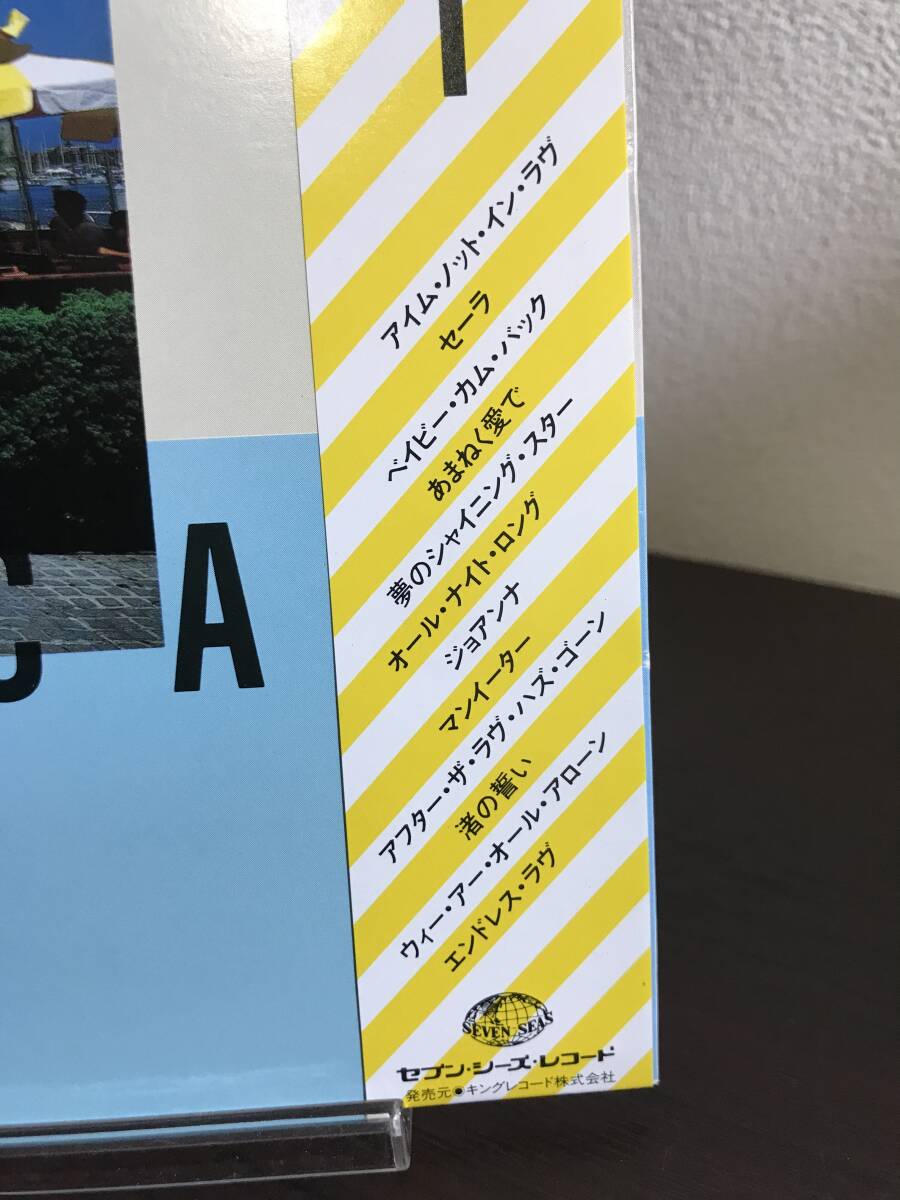 アイム・ノット・イン・ラヴ
セーラ
ベイビー・カム・バック
あまねく愛で
夢のシャイニング・スター
オール・ナイト・ロング
ジョアンナ
マンイーター
アフター・ザ・ラヴ・ハズ・ゴーン
渚の誓い
ウィー・アー・オール・アローン
エンドレス・ラヴ
SEVEN SEAS
セブン・シーズ・レコード
発売元●キングレコード株式会社
CA